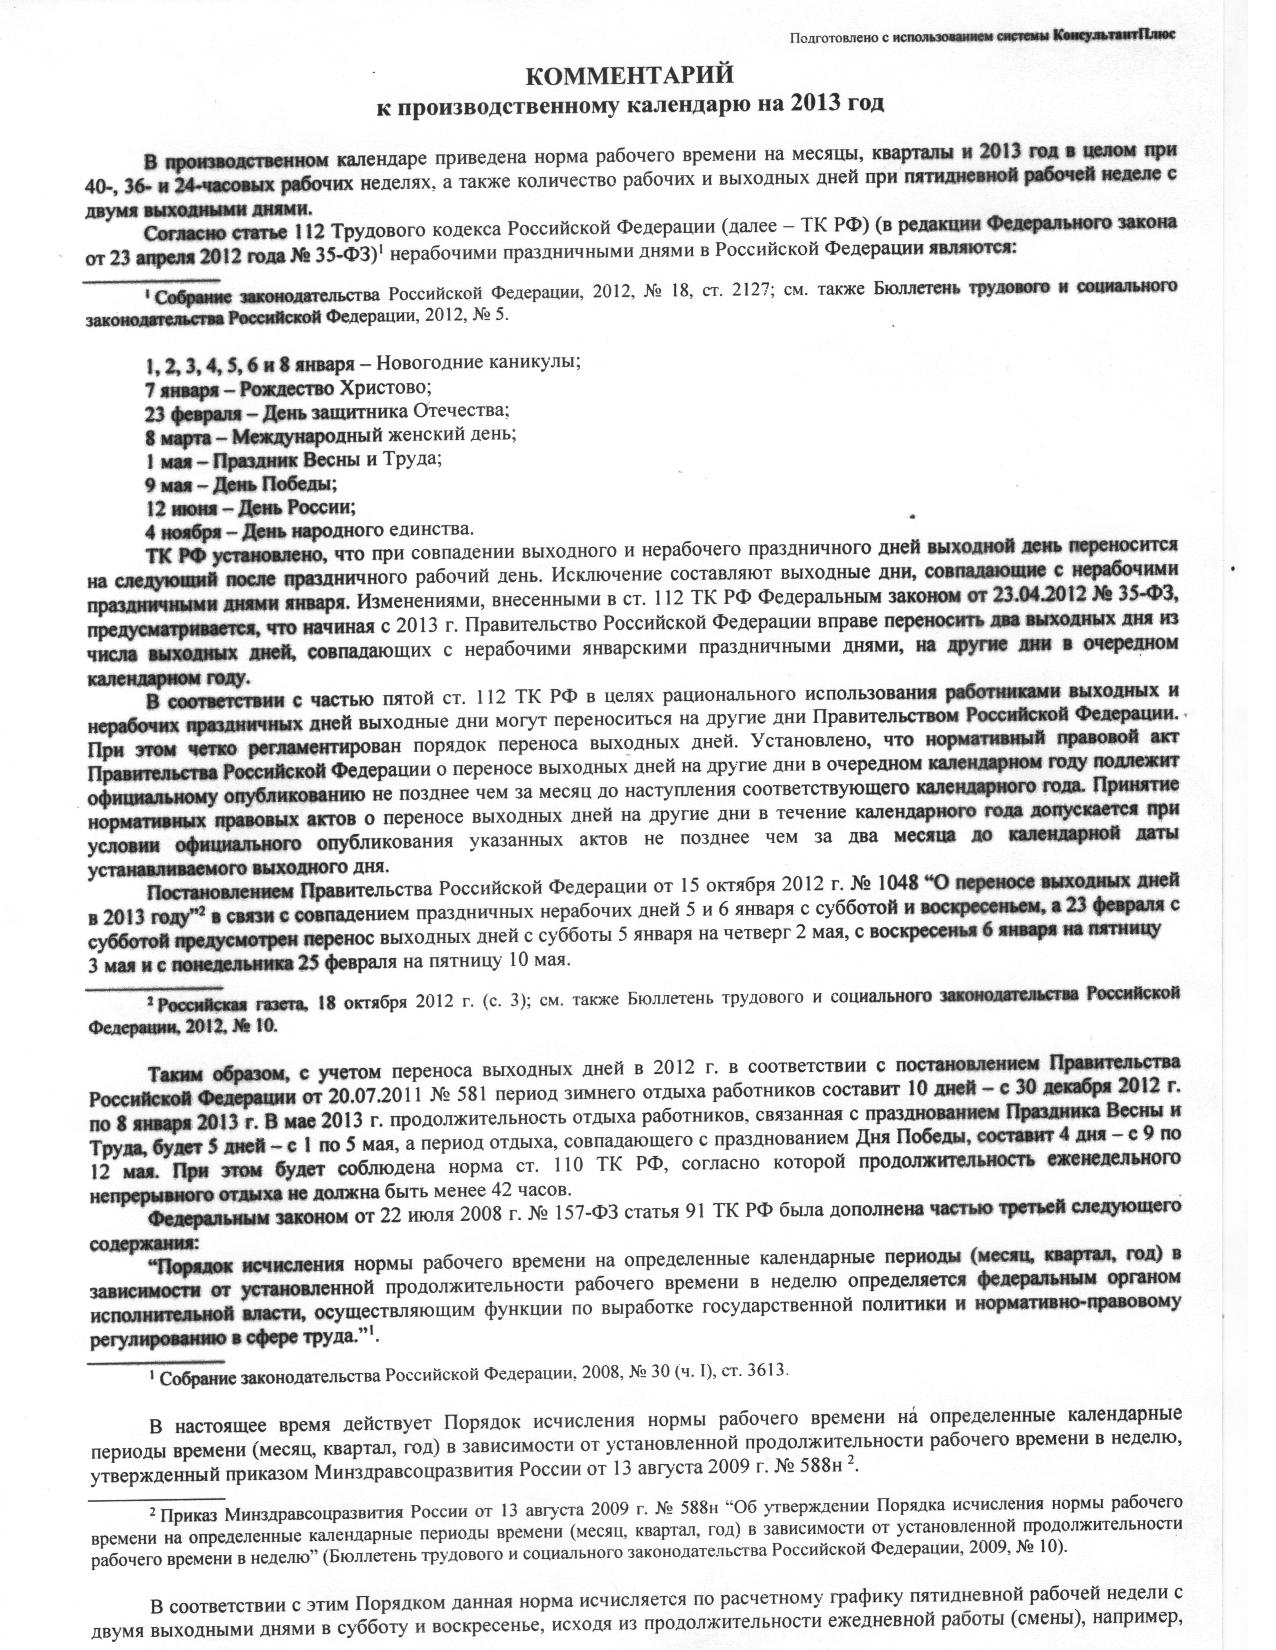 Подготовлено с использованием системы КонсультантПлюс
КОММЕНТАРИЙ
к производственному календарю на 2013 год
В производственном календаре приведена норма рабочего времени на месяцы, кварталы и 2013 год в целом при
40-, 36- и 24-часовых рабочих неделях, а также количество рабочих и выходных дней при пятидневной рабочей неделе с
двумя выходными днями.
Согласно статье 112 Трудового кодекса Российской Федерации (далее – ТК РФ) (в редакции Федерального закона
от 23 апреля 2012 года № 35-ФЗ)¹ нерабочими праздничными днями в Российской Федерации являются:
¹ Собрание законодательства Российской Федерации, 2012, № 18, ст. 2127; см. также Бюллетень трудового и социального
законодательства Российской Федерации, 2012, № 5.
1, 2, 3, 4, 5, 6 и 8 января – Новогодние каникулы;
7 января – Рождество Христово;
23 февраля – День защитника Отечества;
8 марта – Международный женский день;
1 мая – Праздник Весны и Труда;
9 мая – День Победы;
12 июня – День России;
4 ноября – День народного единства.
ТК РФ установлено, что при совпадении выходного и нерабочего праздничного дней выходной день переносится
на следующий после праздничного рабочий день. Исключение составляют выходные дни, совпадающие с нерабочими
праздничными днями января. Изменениями, внесенными в ст. 112 ТК РФ Федеральным законом от 23.04.2012 № 35-ФЗ,
предусматривается, что начиная с 2013 г. Правительство Российской Федерации вправе переносить два выходных дня из
числа выходных дней, совпадающих с нерабочими январскими праздничными днями, на другие дни в очередном
календарном году.
В соответствии с частью пятой ст. 112 ТК РФ в целях рационального использования работниками выходных и
нерабочих праздничных дней выходные дни могут переноситься на другие дни Правительством Российской Федерации.
При этом четко регламентирован порядок переноса выходных дней. Установлено, что нормативный правовой акт
Правительства Российской Федерации о переносе выходных дней на другие дни в очередном календарном году подлежит
официальному опубликованию не позднее чем за месяц до наступления соответствующего календарного года. Принятие
нормативных правовых актов о переносе выходных дней на другие дни в течение календарного года допускается при
условии официального опубликования указанных актов не позднее чем за два месяца до календарной даты
устанавливаемого выходного дня.
Постановлением Правительства Российской Федерации от 15 октября 2012 г. № 1048 “О переносе выходных дней
в 2013 году”² в связи с совпадением праздничных нерабочих дней 5 и 6 января с субботой и воскресеньем, а 23 февраля с
субботой предусмотрен перенос выходных дней с субботы 5 января на четверг 2 мая, с воскресенья 6 января на пятницу
3 мая и с понедельника 25 февраля на пятницу 10 мая.
² Российская газета, 18 октября 2012 г. (с. 3); см. также Бюллетень трудового и социального законодательства Российской
Федерации, 2012, № 10.
Таким образом, с учетом переноса выходных дней в 2012 г. в соответствии с постановлением Правительства
Российской Федерации от 20.07.2011 № 581 период зимнего отдыха работников составит 10 дней – с 30 декабря 2012 г.
по 8 января 2013 г. В мае 2013 г. продолжительность отдыха работников, связанная с празднованием Праздника Весны и
Труда, будет 5 дней – с 1 по 5 мая, а период отдыха, совпадающего с празднованием Дня Победы, составит 4 дня – с 9 по
12 мая. При этом будет соблюдена норма ст. 110 ТК РФ, согласно которой продолжительность еженедельного
непрерывного отдыха не должна быть менее 42 часов.
Федеральным законом от 22 июля 2008 г. № 157-ФЗ статья 91 ТК РФ была дополнена частью третьей следующего
содержания:
“Порядок исчисления нормы рабочего времени на определенные календарные периоды (месяц, квартал, год) в
зависимости от установленной продолжительности рабочего времени в неделю определяется федеральным органом
исполнительной власти, осуществляющим функции по выработке государственной политики и нормативно-правовому
регулированию в сфере труда.”¹.
¹ Собрание законодательства Российской Федерации, 2008, № 30 (ч. I), ст. 3613.
В настоящее время действует Порядок исчисления нормы рабочего времени на определенные календарные
периоды времени (месяц, квартал, год) в зависимости от установленной продолжительности рабочего времени в неделю,
утвержденный приказом Минздравсоцразвития России от 13 августа 2009 г. № 588н ².
² Приказ Минздравсоцразвития России от 13 августа 2009 г. № 588н “Об утверждении Порядка исчисления нормы рабочего
времени на определенные календарные периоды времени (месяц, квартал, год) в зависимости от установленной продолжительности
рабочего времени в неделю” (Бюллетень трудового и социального законодательства Российской Федерации, 2009, № 10).
В соответствии с этим Порядком данная норма исчисляется по расчетному графику пятидневной рабочей недели с
двумя выходными днями в субботу и воскресенье, исходя из продолжительности ежедневной работы (смены), например,